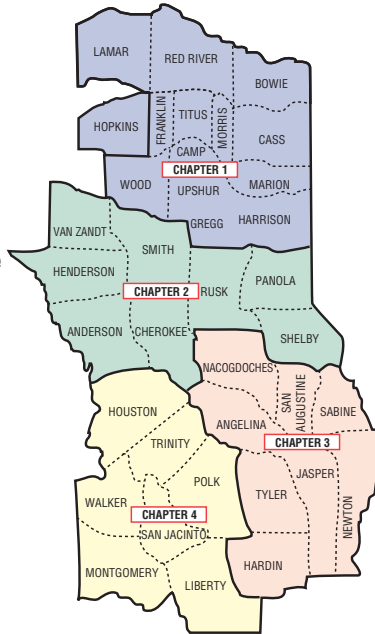 LAMAR
RED RIVER
BOWIE
HOPKINS
FRANKLIN
TITUS
MORRIS
CASS
CAMP
CHAPTER 1
WOOD
UPSHUR
MARION
GREGG
HARRISON
VAN ZANDT
SMITH
HENDERSON
PANOLA
CHAPTER 2
RUSK
ANDERSON
CHEROKEE
SHELBY
NACOGDOCHES
SAN
AUGUSTINE
SABINE
HOUSTON
ANGELINA
TRINITY
CHAPTER 3
POLK
JASPER
TYLER
NEWTON
WALKER
CHAPTER 4
SAN JACINTO
HARDIN
MONTGOMERY
LIBERTY